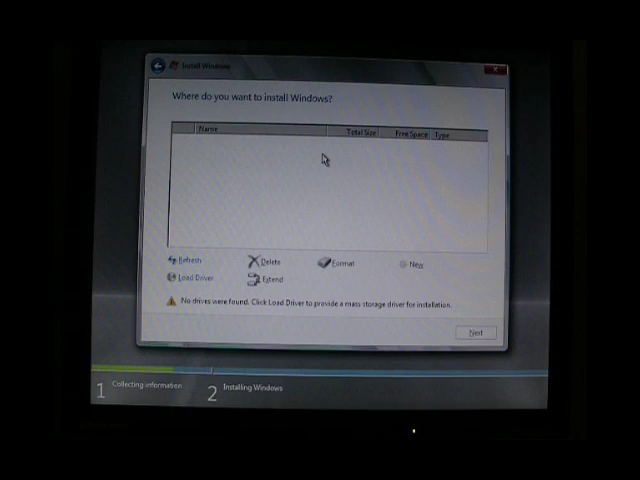 Install Windows
Where do you want to install Windows?
Name Total Size Free Space Type
Refresh Delete Format New
Load Driver Extend
No drives were found. Click Load Driver to provide a mass storage driver for installation.
Next
1 Collecting information 2 Installing Windows